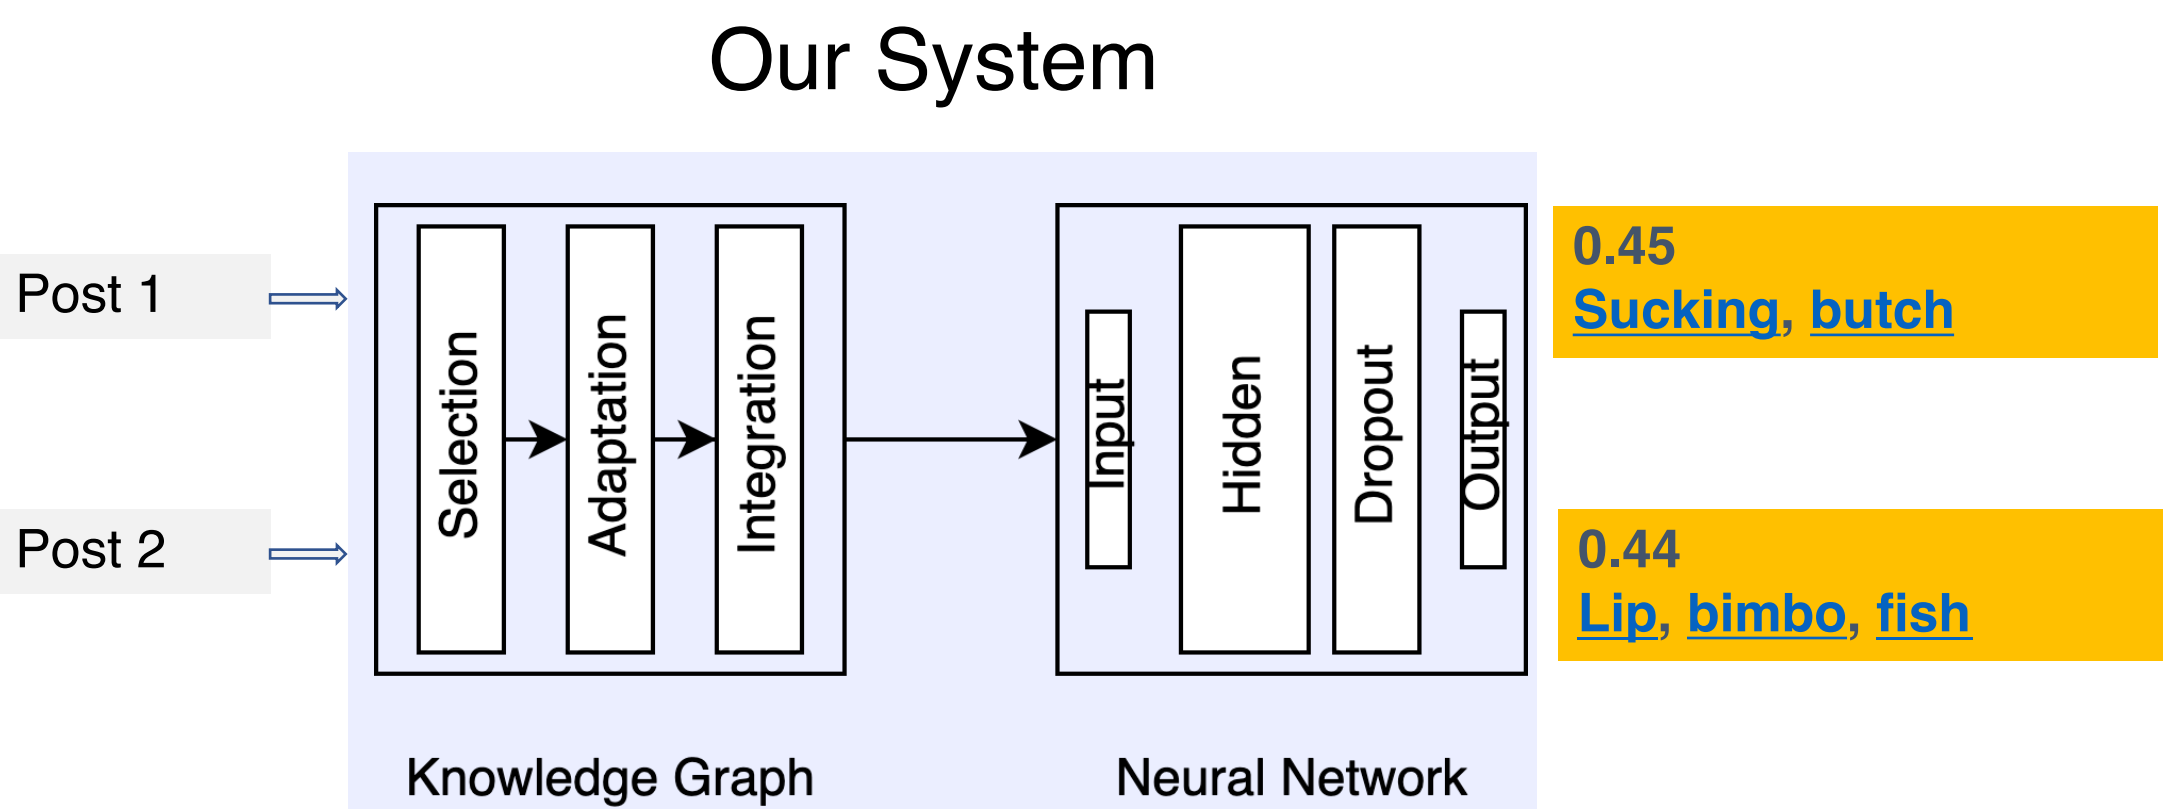 Our System
Post 1
Post 2
Selection
Adaptation
Integration
Knowledge Graph
Input
Hidden
Dropout
Output
Neural Network
0.45
Sucking, butch
0.44
Lip, bimbo, fish